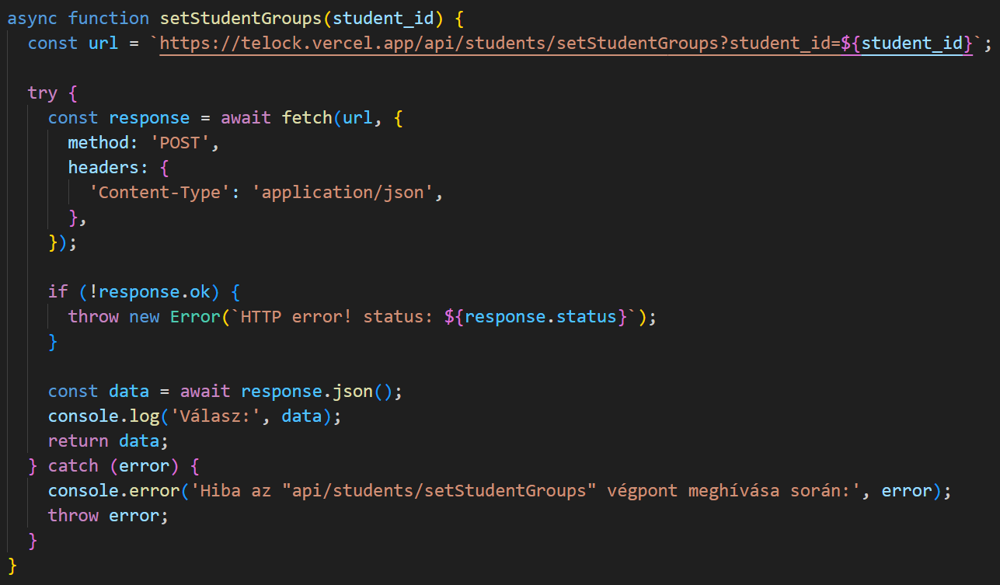 async function setStudentGroups(student_id) {
  const url = `https://telock.vercel.app/api/students/setStudentGroups?student_id=${student_id}`;

  try {
    const response = await fetch(url, {
      method: 'POST',
      headers: {
        'Content-Type': 'application/json',
      },
    });

    if (!response.ok) {
      throw new Error(`HTTP error! status: ${response.status}`);
    }

    const data = await response.json();
    console.log('Válasz:', data);
    return data;
  } catch (error) {
    console.error('Hiba az "api/students/setStudentGroups" végpont meghívása során:', error);
    throw error;
  }
}